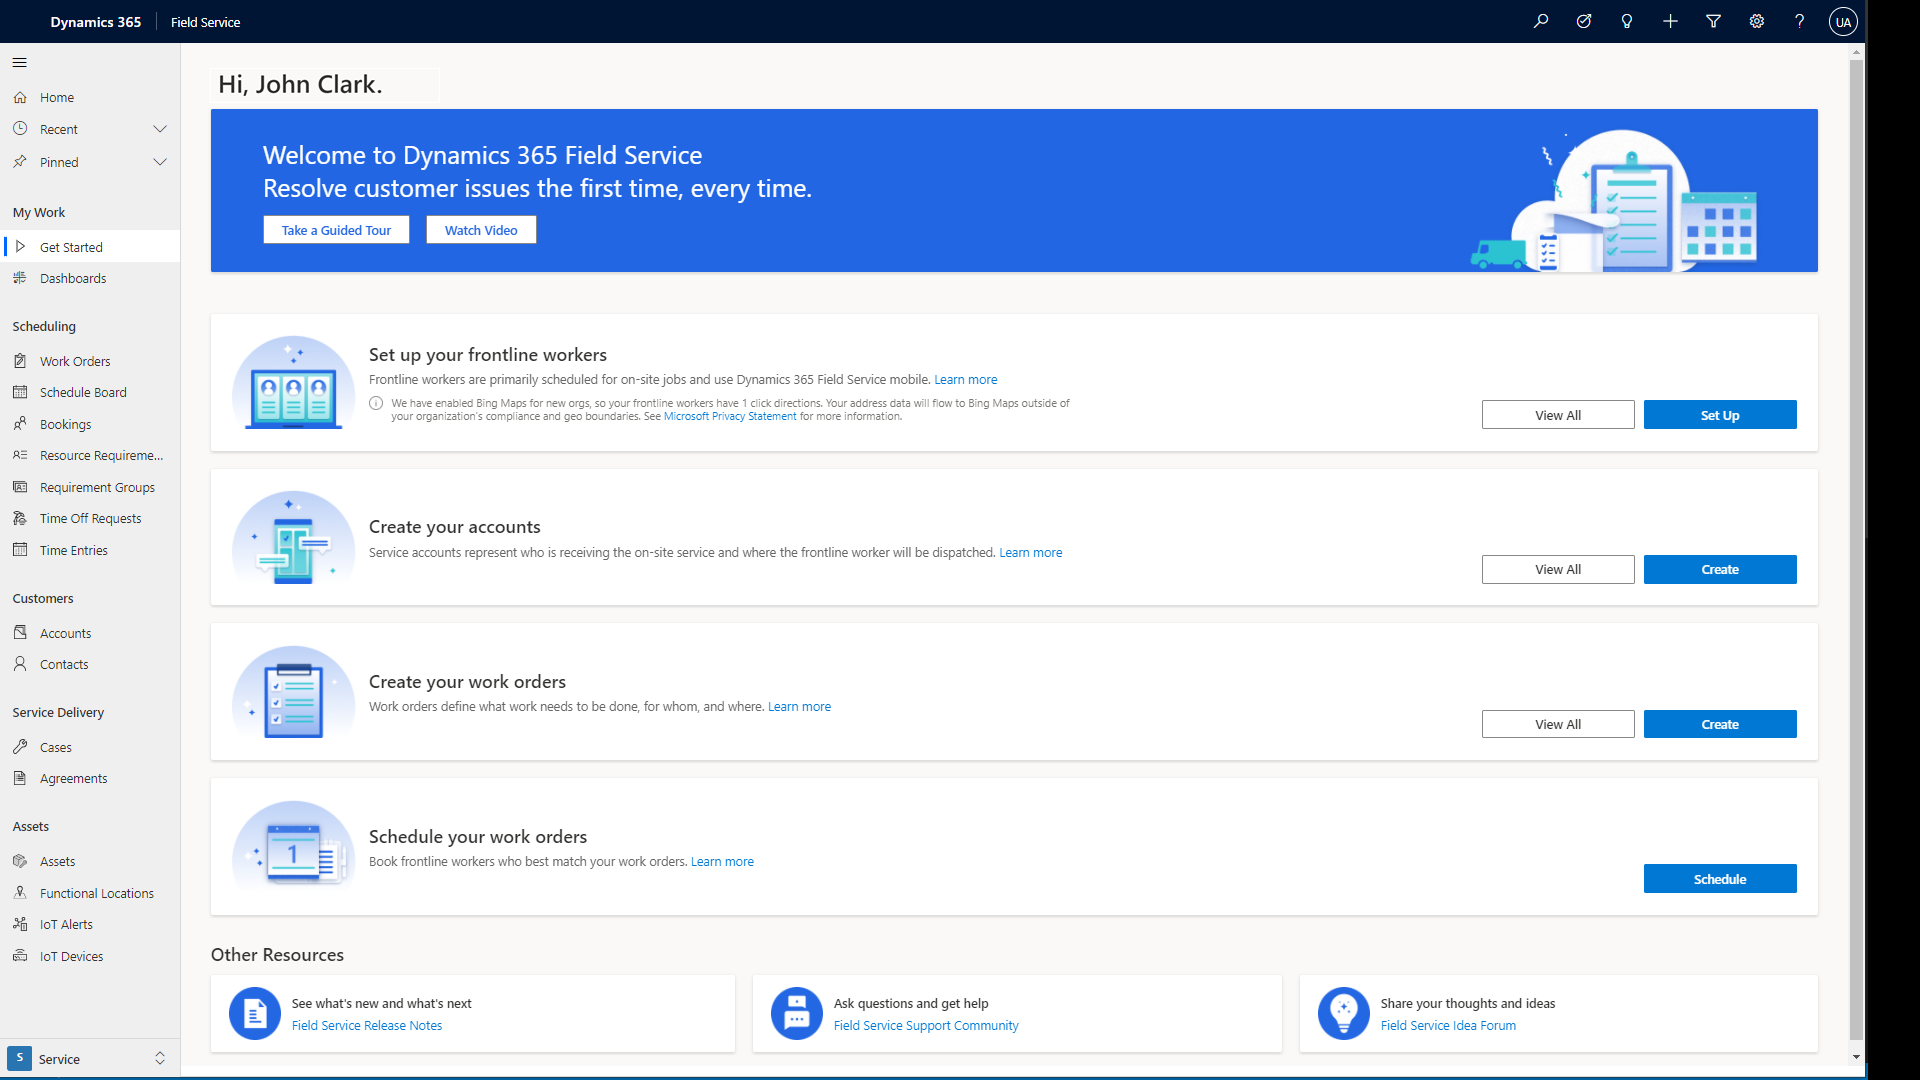 Dynamics 365
Field Service
UA
Home
Recent
Pinned
My Work
Get Started
Dashboards
Scheduling
Work Orders
Schedule Board
Bookings
Resource Requireme...
Requirement Groups
Time Off Requests
Time Entries
Customers
Accounts
Contacts
Service Delivery
Cases
Agreements
Assets
Assets
Functional Locations
IoT Alerts
IoT Devices
S
Service
Hi, John Clark.
Welcome to Dynamics 365 Field Service
Resolve customer issues the first time, every time.
Take a Guided Tour
Watch Video
Set up your frontline workers
Frontline workers are primarily scheduled for on-site jobs and use Dynamics 365 Field Service mobile. Learn more
We have enabled Bing Maps for new orgs, so your frontline workers have 1 click directions. Your address data will flow to Bing Maps outside of
your organization's compliance and geo boundaries. See Microsoft Privacy Statement for more information.
View All
Set Up
Create your accounts
Service accounts represent who is receiving the on-site service and where the frontline worker will be dispatched. Learn more
View All
Create
Create your work orders
Work orders define what work needs to be done, for whom, and where. Learn more
View All
Create
1
Schedule your work orders
Book frontline workers who best match your work orders. Learn more
Schedule
Other Resources
See what's new and what's next
Field Service Release Notes
Ask questions and get help
Field Service Support Community
Share your thoughts and ideas
Field Service Idea Forum